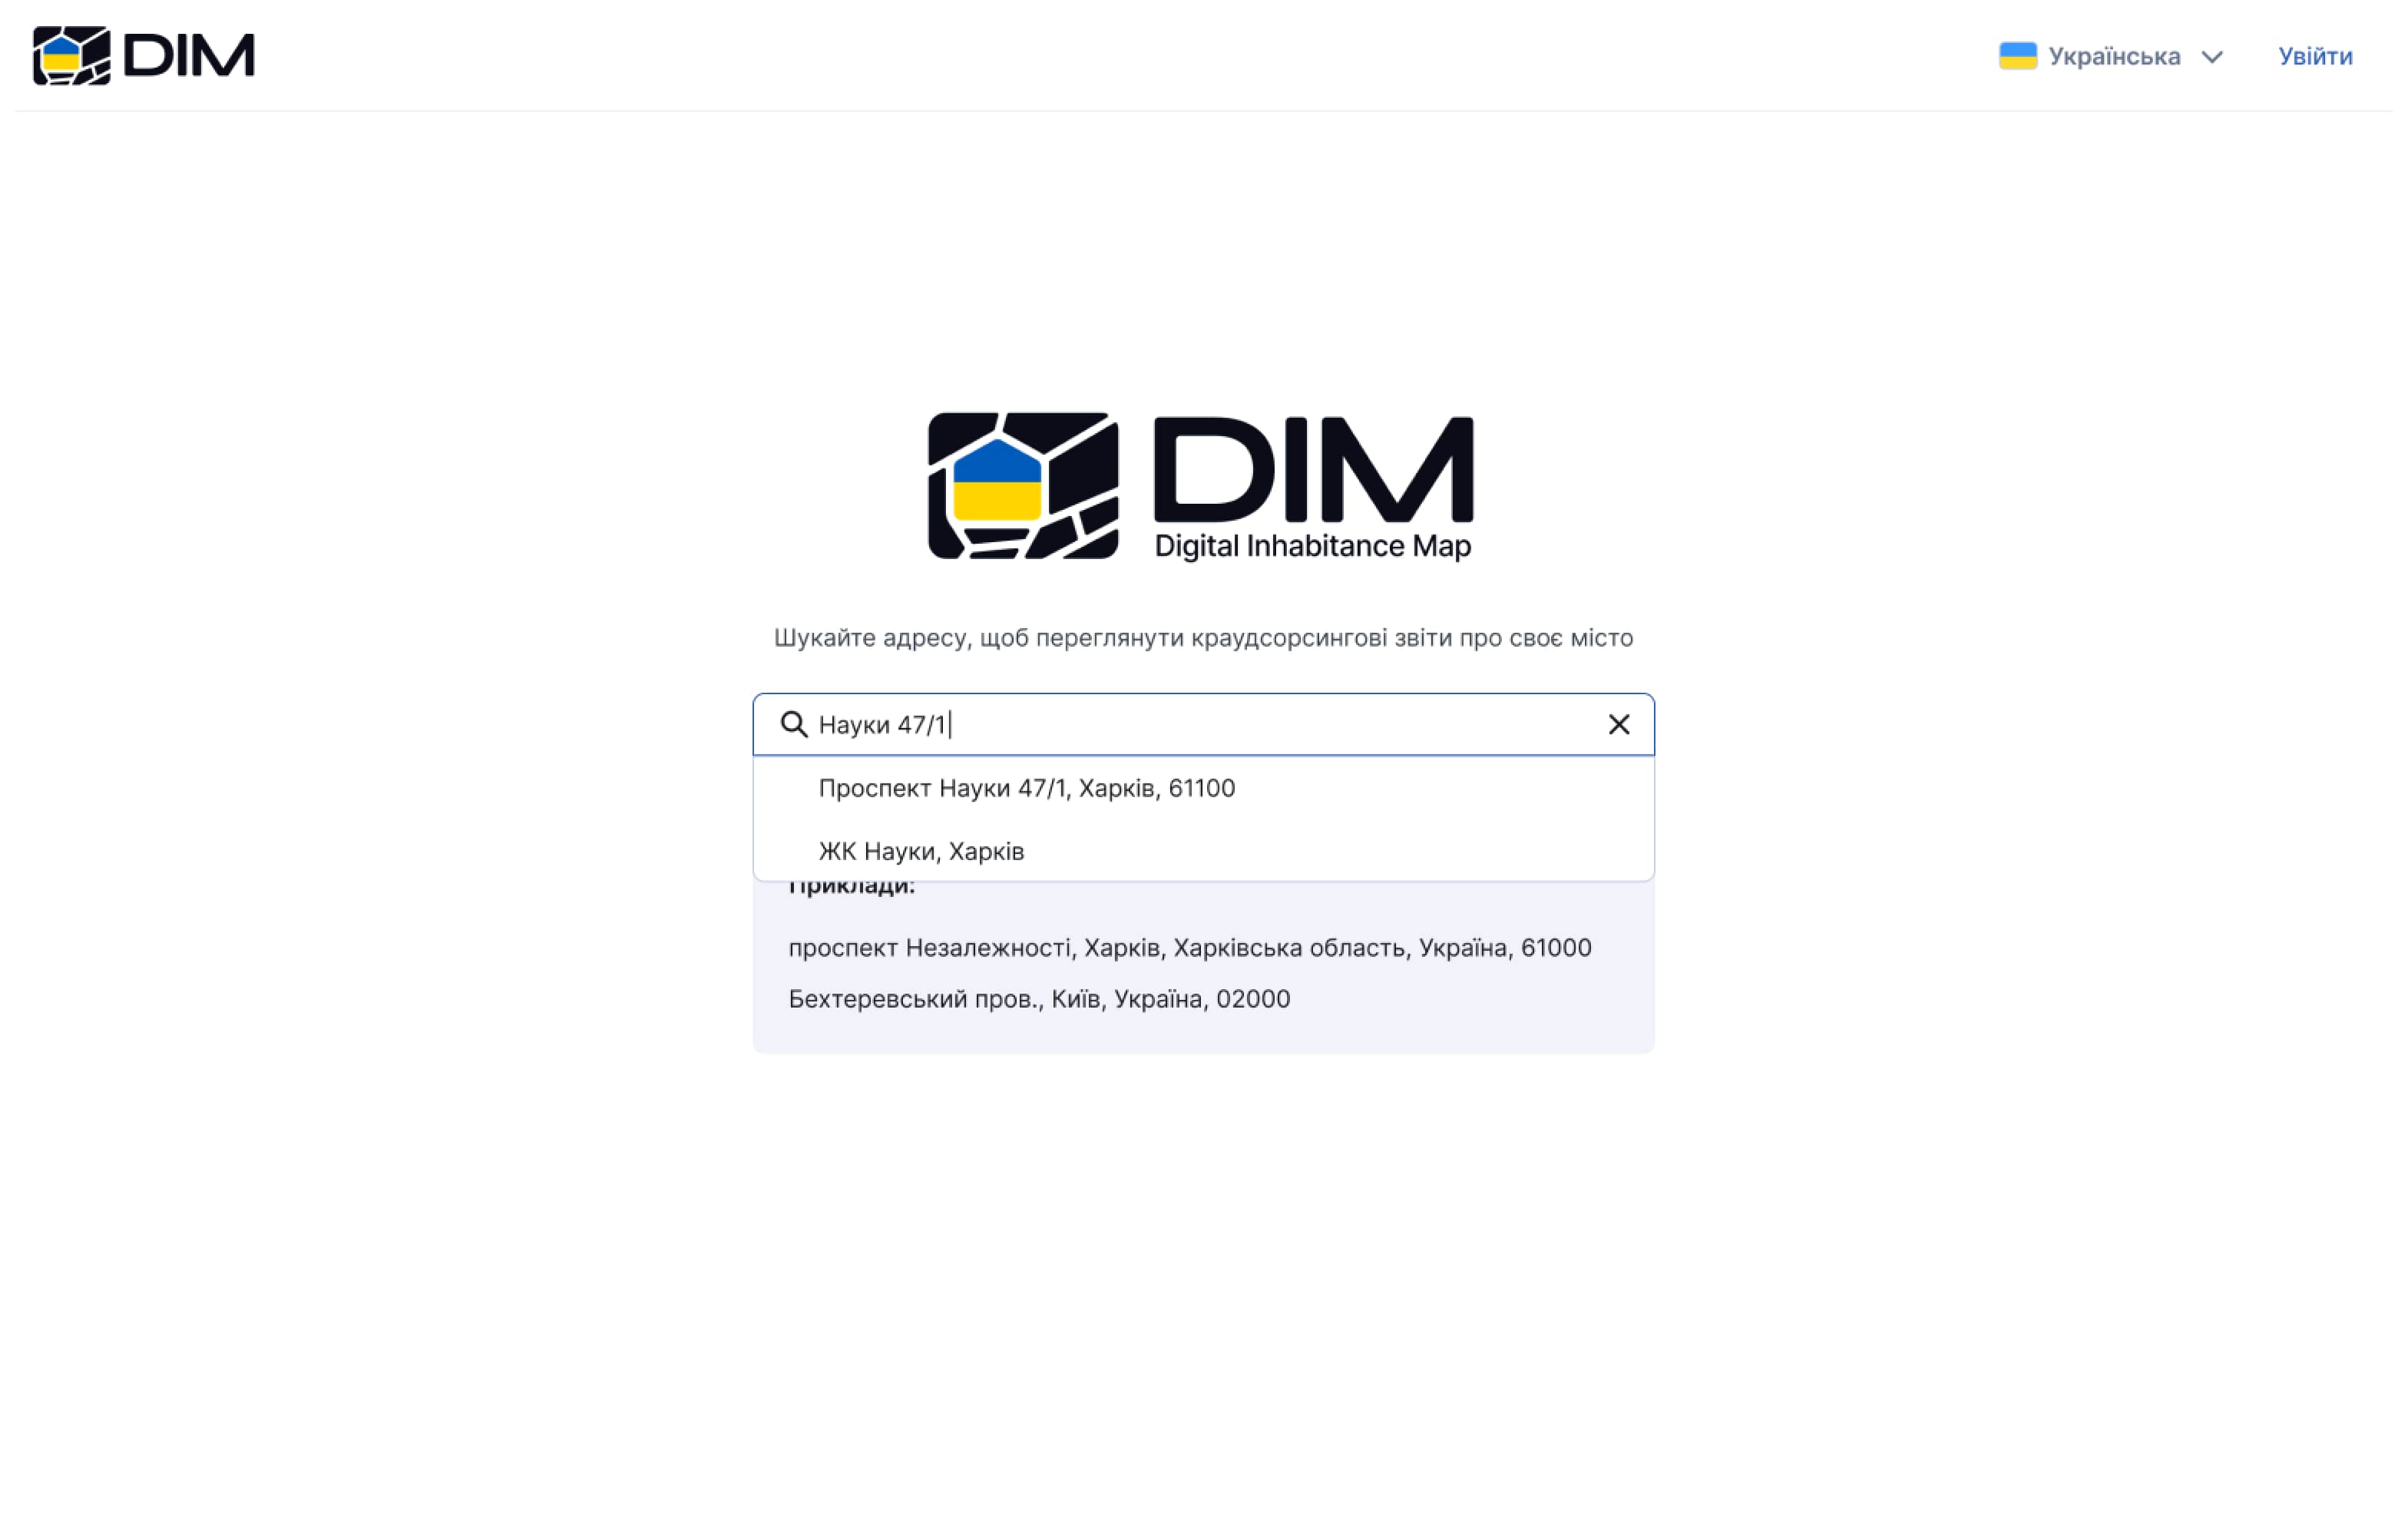 DIM
Українська
Увійти
DIM
Digital Inhabitance Map
Шукайте адресу, щоб переглянути краудсорсингові звіти про своє місто
Науки 47/1
Проспект Науки 47/1, Харків, 61100
ЖК Науки, Харків
Приклади:
проспект Незалежності, Харків, Харківська область, Україна, 61000
Бехтеревський пров., Київ, Україна, 02000